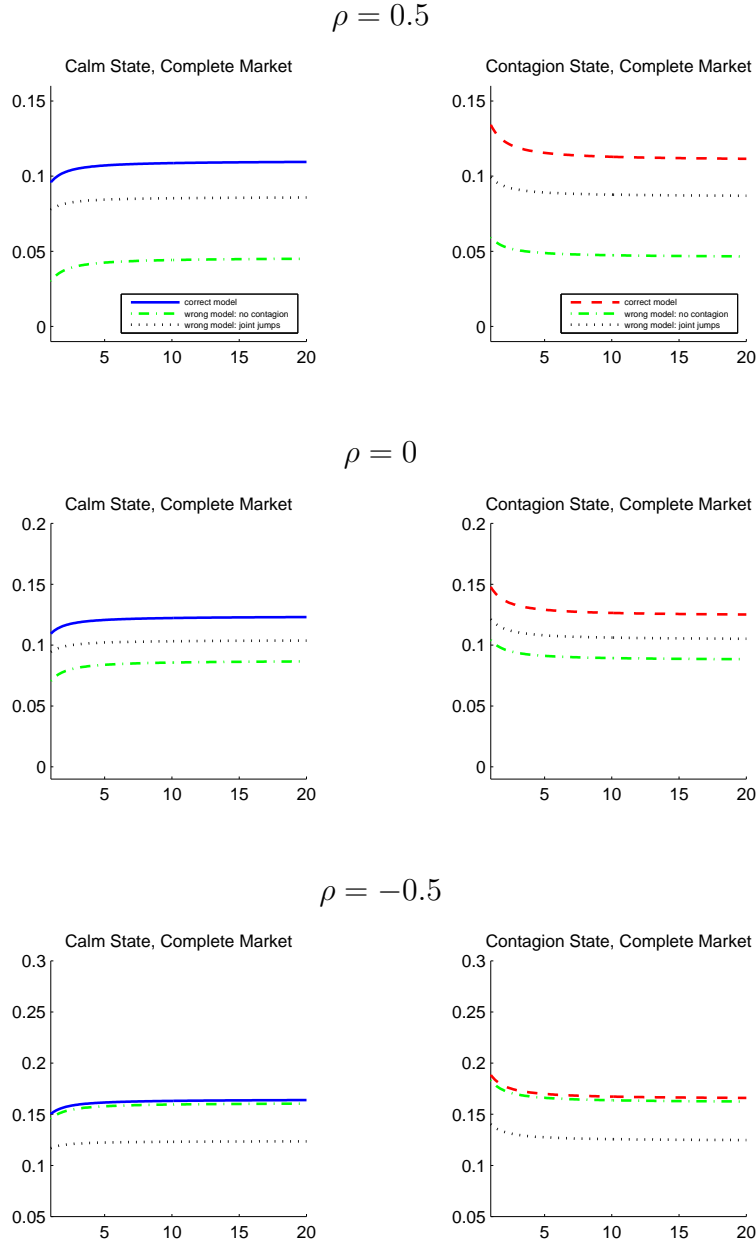 ρ = 0.5
Calm State, Complete Market
0.15
0.1
0.05
0
5 10 15 20
correct model
wrong model: no contagion
wrong model: joint jumps
Contagion State, Complete Market
0.15
0.1
0.05
0
5 10 15 20
correct model
wrong model: no contagion
wrong model: joint jumps
ρ = 0
Calm State, Complete Market
0.2
0.15
0.1
0.05
0
5 10 15 20
Contagion State, Complete Market
0.2
0.15
0.1
0.05
0
5 10 15 20
ρ = −0.5
Calm State, Complete Market
0.3
0.25
0.2
0.15
0.1
0.05
5 10 15 20
Contagion State, Complete Market
0.3
0.25
0.2
0.15
0.1
0.05
5 10 15 20